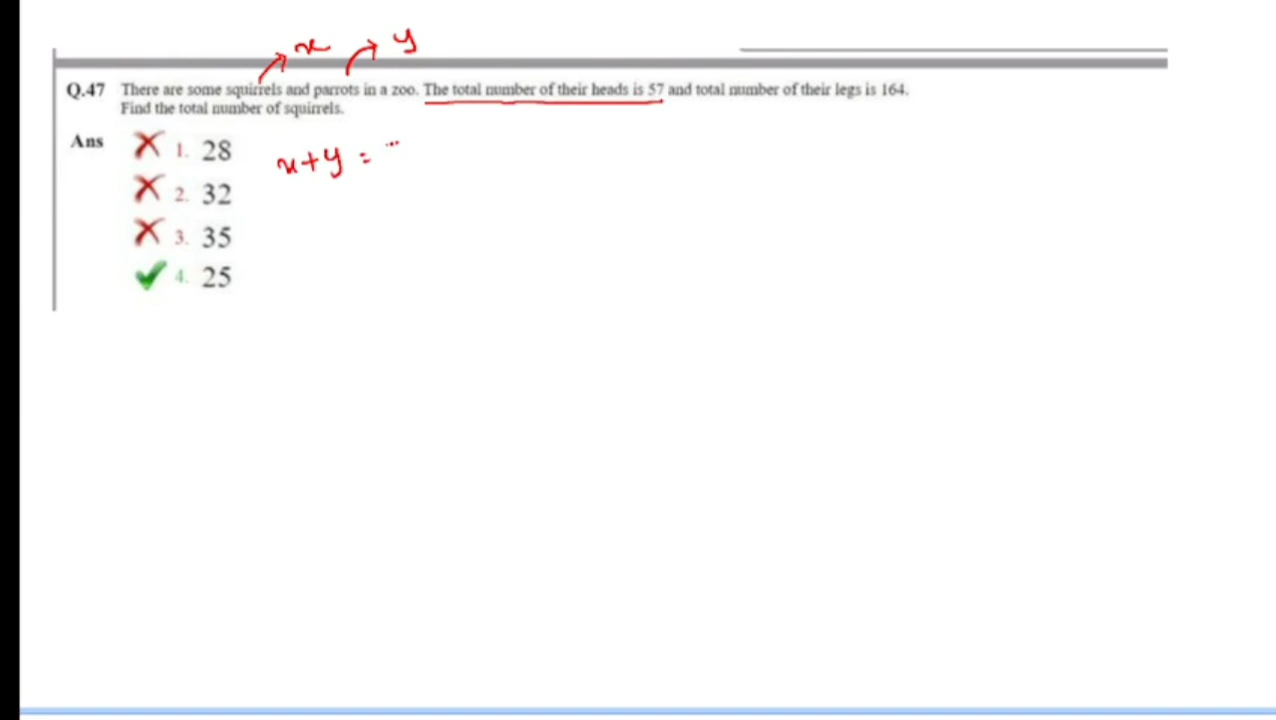 x y
Q.47 There are some squirrels and parrots in a zoo. The total number of their heads is 57 and total number of their legs is 164.
Find the total number of squirrels.
Ans 1. 28
x+y =
2. 32
3. 35
4. 25